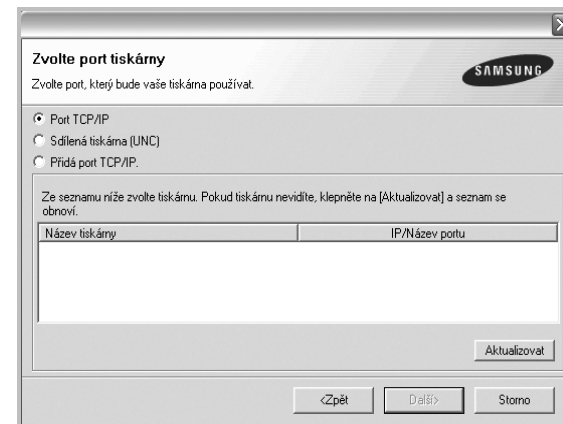 Zvolte port tiskárny
Zvolte port, který bude vaše tiskárna používat.
SAMSUNG
Port TCP/IP
Sdílená tiskárna (UNC)
Přidá port TCP/IP.
Ze seznamu níže zvolte tiskárnu. Pokud tiskárnu nevidíte, klepněte na [Aktualizovat] a seznam se
obnoví.
Název tiskárny IP/Název portu
Aktualizovat
<Zpět Další> Storno